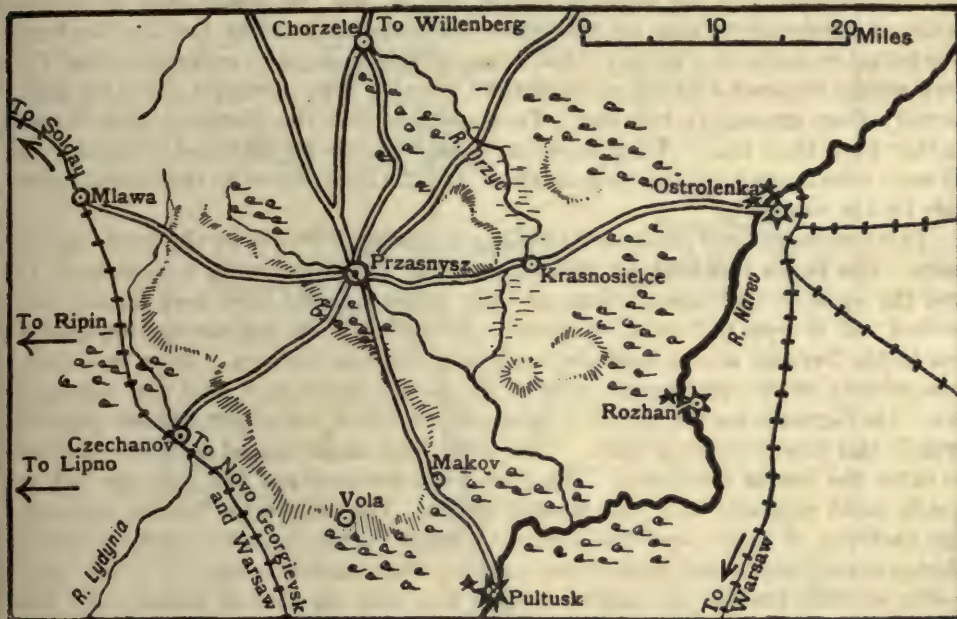 Chorzele
To Willenberg
0 10 20 Miles
To Soldau
R. Orzyc
Mlawa
Ostrolenka
Przasnysz
Krasnosielce
To Ripin
R. Narev
Rozhan
Czechanov
To Lipno
To Novo Georgievsk
and Warsaw
Makov
Vola
R. Lydynia
Pultusk
To
Warsaw